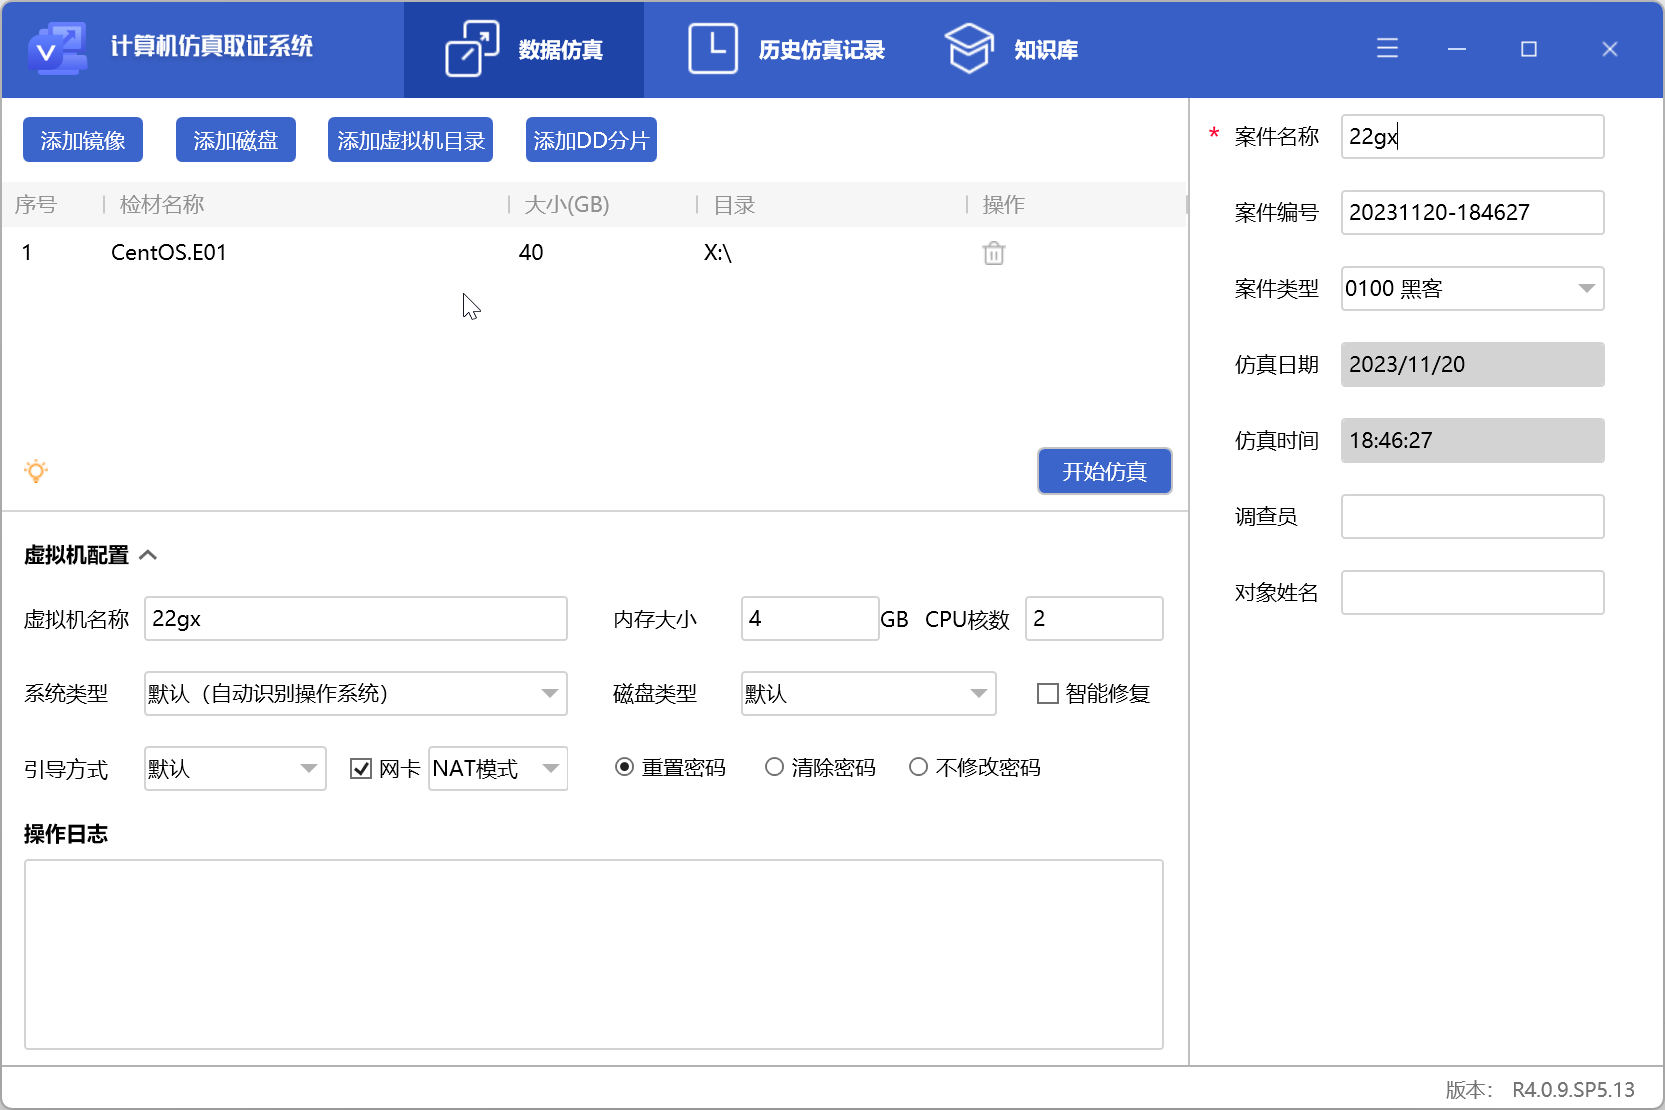 计算机仿真取证系统
数据仿真
历史仿真记录
知识库
添加镜像
添加磁盘
添加虚拟机目录
添加DD分片
序号 检材名称 大小(GB) 目录 操作
1 CentOS.E01 40 X:\
开始仿真
虚拟机配置
虚拟机名称 22gx 内存大小 4 GB CPU核数 2
系统类型 默认（自动识别操作系统） 磁盘类型 默认 智能修复
引导方式 默认 网卡 NAT模式 重置密码 清除密码 不修改密码
操作日志
* 案件名称 22gx
案件编号 20231120-184627
案件类型 0100 黑客
仿真日期 2023/11/20
仿真时间 18:46:27
调查员
对象姓名
版本： R4.0.9.SP5.13